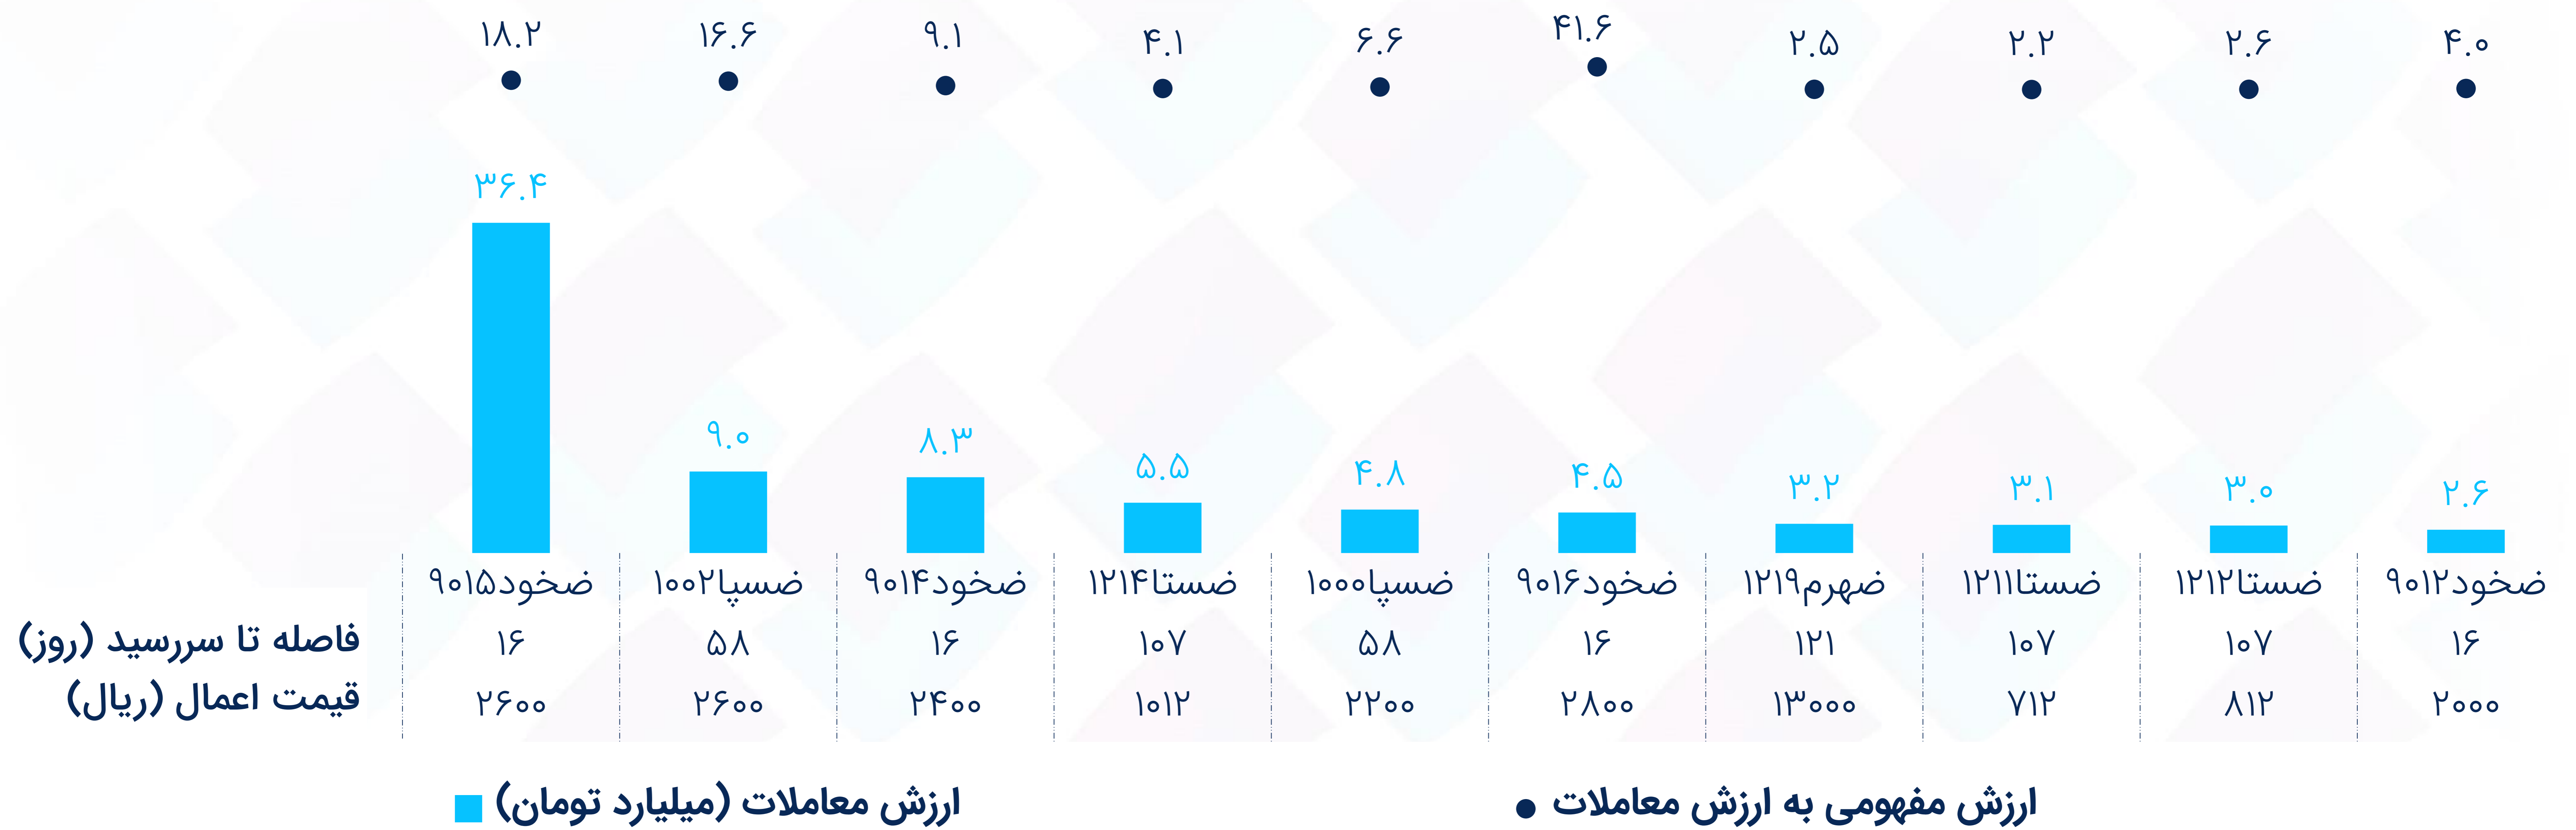 ۱۸.۲ ۱۶.۶ ۹.۱ ۴.۱ ۶.۶ ۴۱.۶ ۲.۵ ۲.۲ ۲.۶ ۴.۰
۳۶.۴ ۹.۰ ۸.۳ ۵.۵ ۴.۸ ۴.۵ ۳.۲ ۳.۱ ۳.۰ ۲.۶
ضخود۹۰۱۵ ضسپا۱۰۰۲ ضخود۹۰۱۴ ضستا۱۲۱۴ ضسپا۱۰۰۰ ضخود۹۰۱۶ ضهرم۱۲۱۹ ضستا۱۲۱۱ ضستا۱۲۱۲ ضخود۹۰۱۲
فاصله تا سررسید (روز) ۱۶ ۵۸ ۱۶ ۱۰۷ ۵۸ ۱۶ ۱۲۱ ۱۰۷ ۱۰۷ ۱۶
قیمت اعمال (ریال) ۲۶۰۰ ۲۶۰۰ ۲۴۰۰ ۱۰۱۲ ۲۲۰۰ ۲۸۰۰ ۱۳۰۰۰ ۷۱۲ ۸۱۲ ۲۰۰۰
ارزش معاملات (میلیارد تومان)
ارزش مفهومی به ارزش معاملات